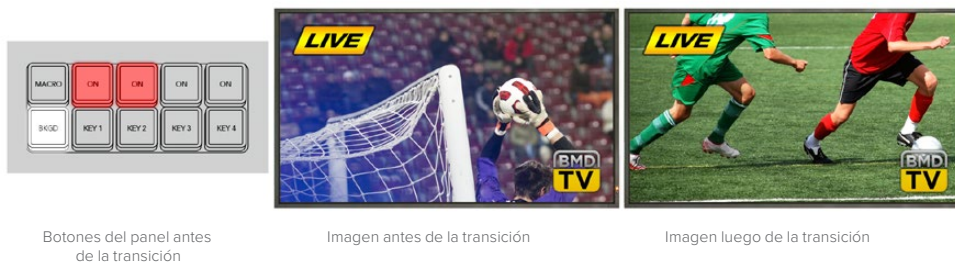 MACRO ON ON ON ON
BKGD KEY 1 KEY 2 KEY 3 KEY 4
LIVE
BMD
TV
LIVE
BMD
TV
Botones del panel antes
de la transición
Imagen antes de la transición
Imagen luego de la transición